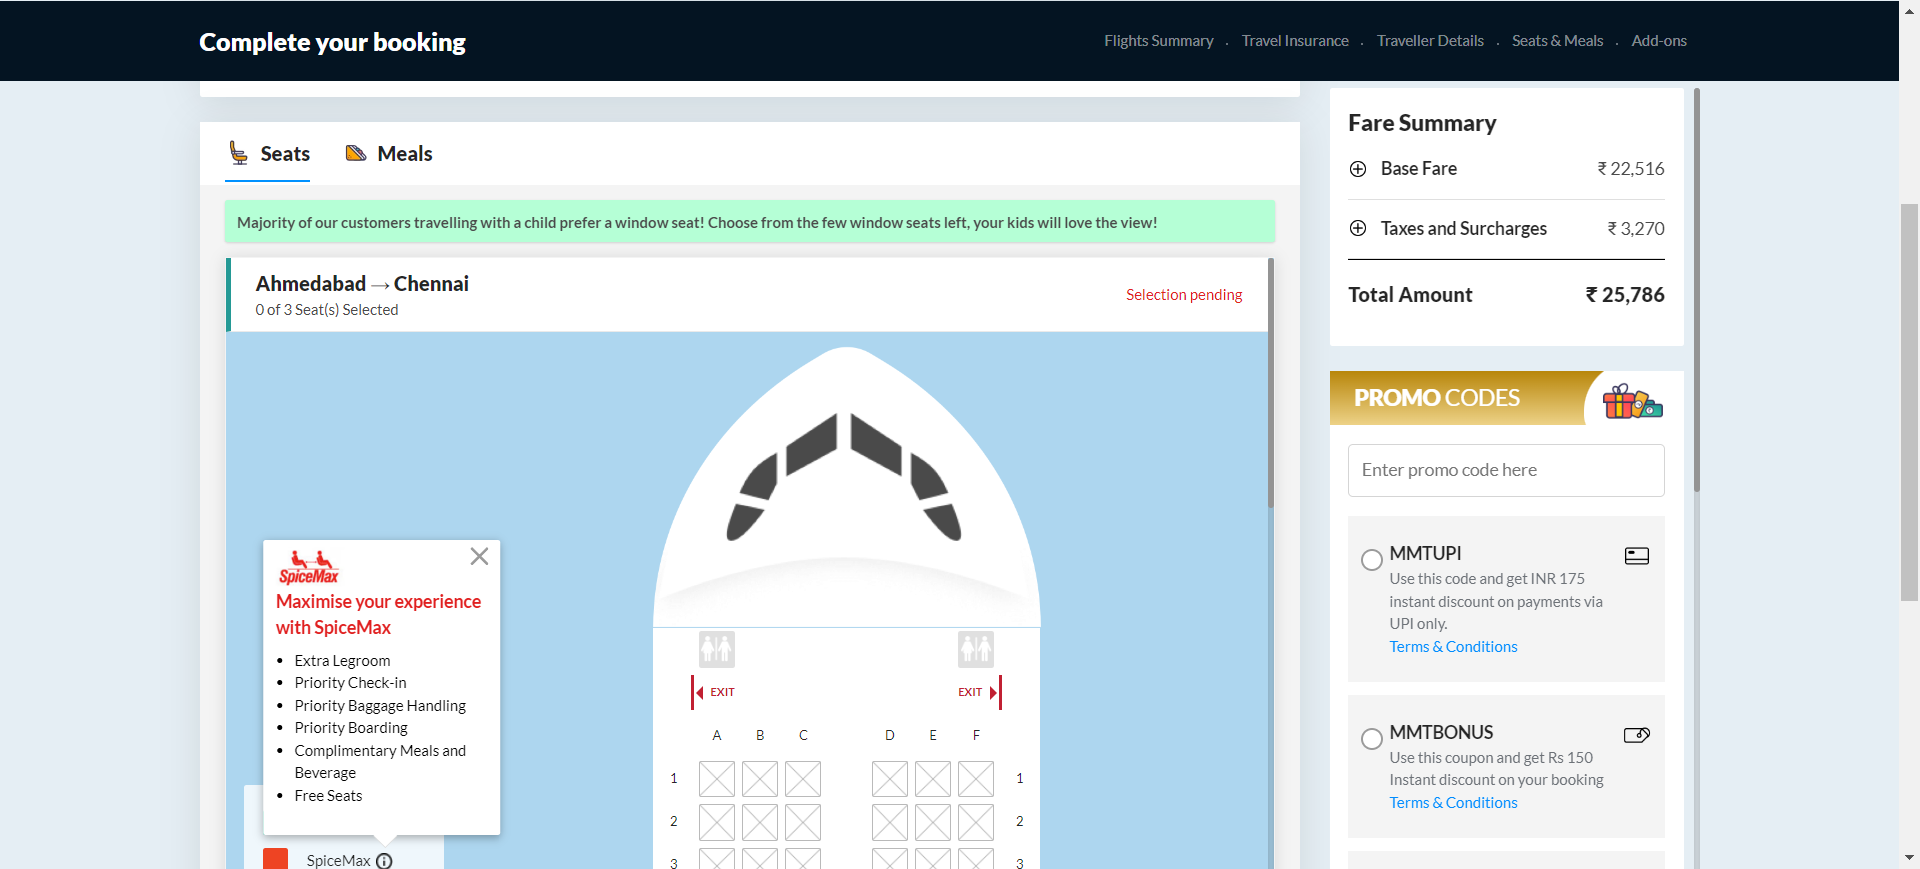 Complete your booking
Flights Summary . Travel Insurance . Traveller Details . Seats & Meals . Add-ons
Seats Meals
Majority of our customers travelling with a child prefer a window seat! Choose from the few window seats left, your kids will love the view!
Ahmedabad → Chennai
0 of 3 Seat(s) Selected
Selection pending
SpiceMax
Maximise your experience
with SpiceMax
• Extra Legroom
• Priority Check-in
• Priority Baggage Handling
• Priority Boarding
• Complimentary Meals and
Beverage
• Free Seats
SpiceMax
EXIT EXIT
A B C D E F
1 1
2 2
3 3
Fare Summary
Base Fare ₹ 22,516
Taxes and Surcharges ₹ 3,270
Total Amount ₹ 25,786
PROMO CODES
Enter promo code here
MMTUPI
Use this code and get INR 175
instant discount on payments via
UPI only.
Terms & Conditions
MMTBONUS
Use this coupon and get Rs 150
Instant discount on your booking
Terms & Conditions